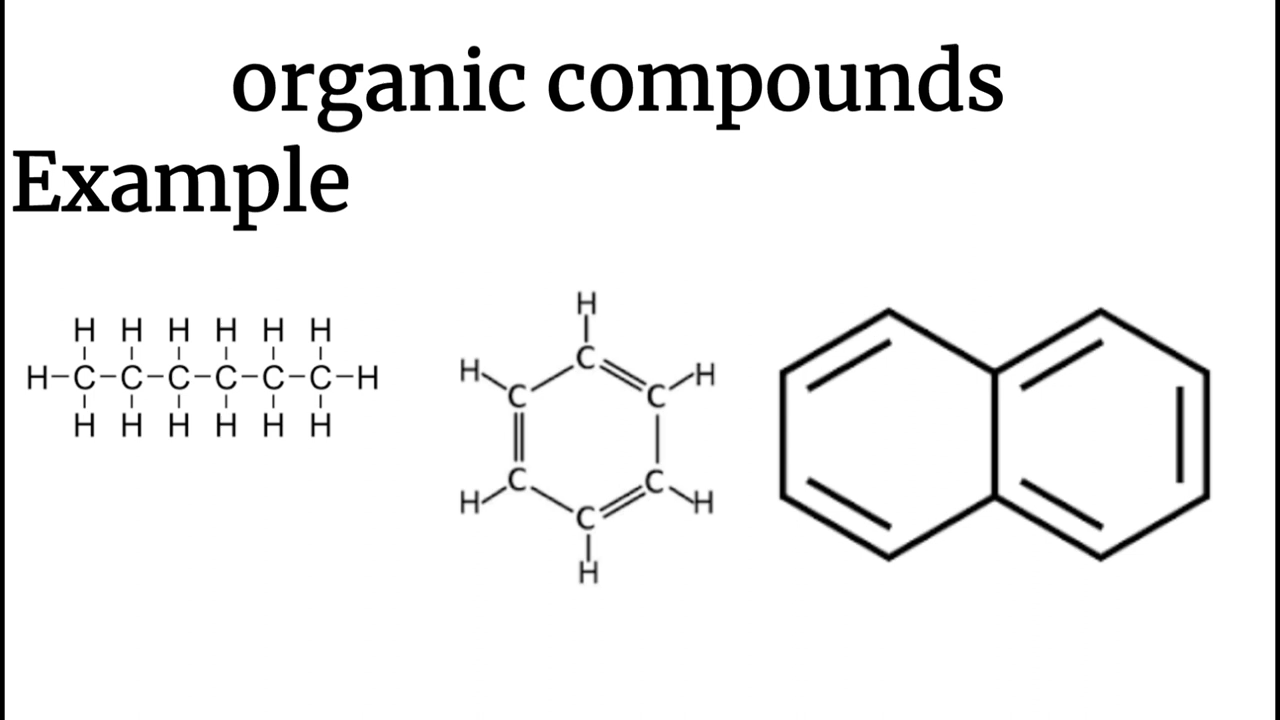 organic compounds
Example
H H H H H H
H-C-C-C-C-C-C-H
H H H H H H
H
H C H
C C
H C C H
C
H